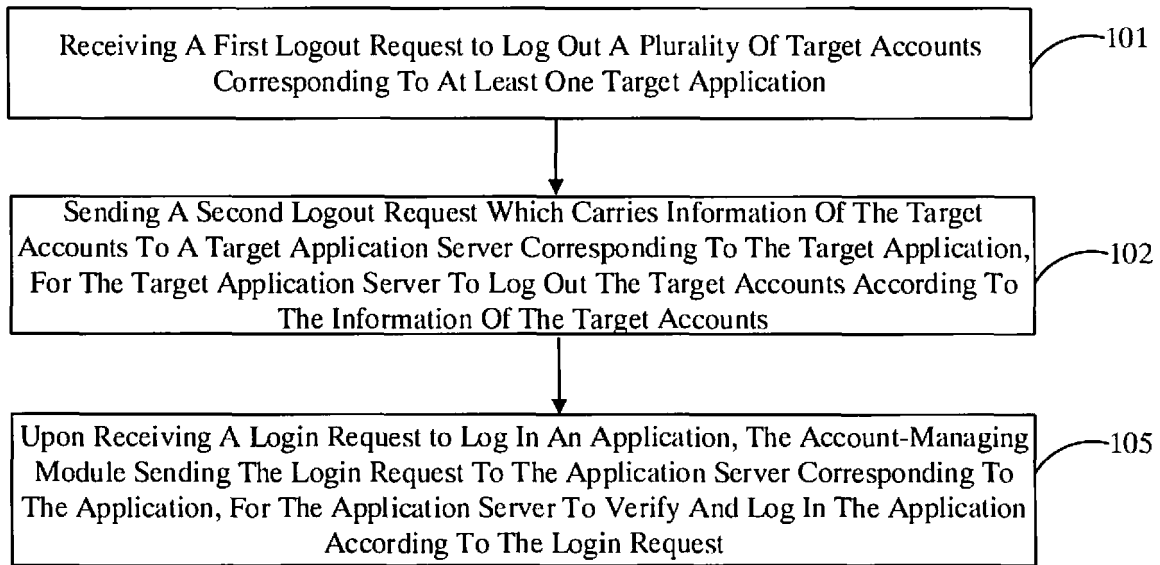 Receiving A First Logout Request to Log Out A Plurality Of Target Accounts
Corresponding To At Least One Target Application
101
Sending A Second Logout Request Which Carries Information Of The Target
Accounts To A Target Application Server Corresponding To The Target Application,
For The Target Application Server To Log Out The Target Accounts According To
The Information Of The Target Accounts
102
Upon Receiving A Login Request to Log In An Application, The Account-Managing
Module Sending The Login Request To The Application Server Corresponding To
The Application, For The Application Server To Verify And Log In The Application
According To The Login Request
105